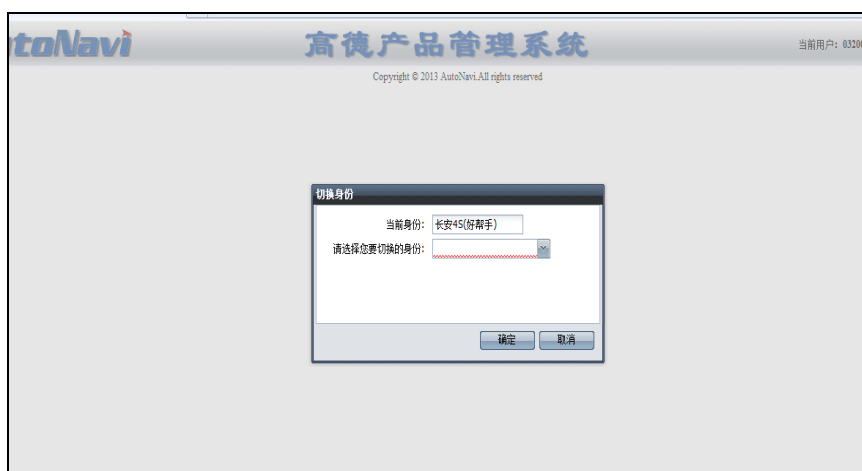 toNavi
高德产品管理系统
当前用户：0320
Copyright © 2013 AutoNavi.All rights reserved
切换身份
当前身份：
长安4S(好帮手)
请选择您要切换的身份：
确定
取消